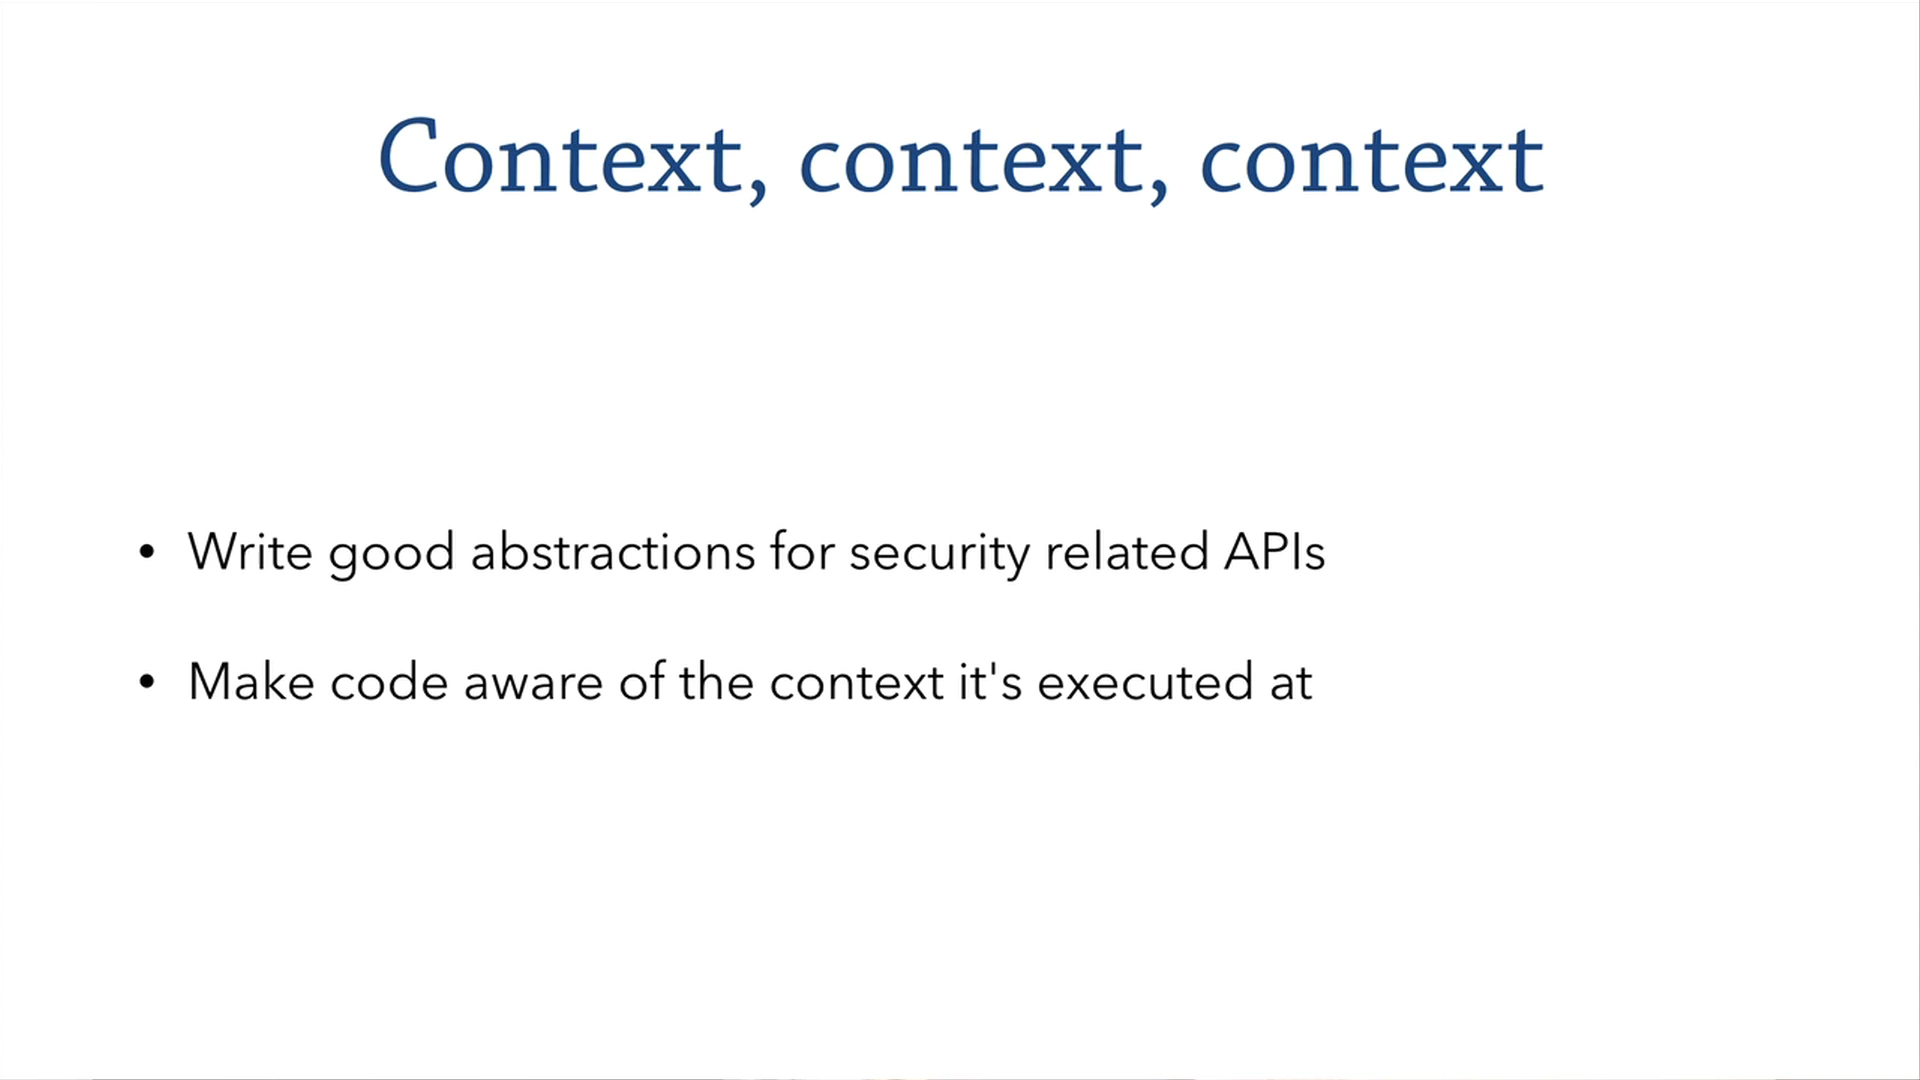 Context, context, context
• Write good abstractions for security related APIs
• Make code aware of the context it's executed at